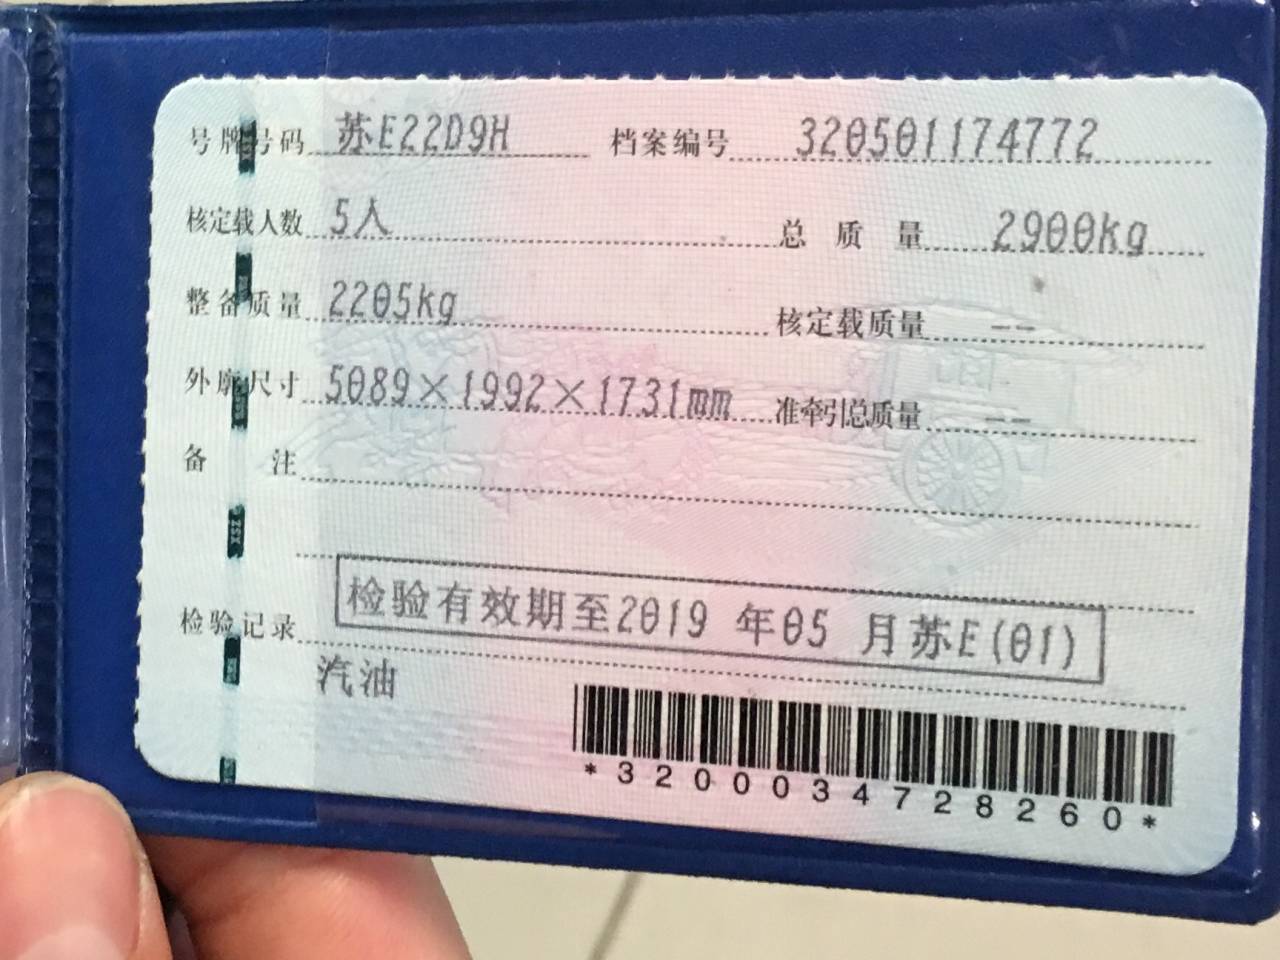 号牌号码 苏E22D9H 档案编号 320501174772
核定载人数 5人 总质量 2900kg
整备质量 2205kg 核定载质量 --
外廓尺寸 5089×1992×1731mm 准牵引总质量 --
备注
检验记录 检验有效期至2019年05月苏E(01)
汽油
*3200034728260*